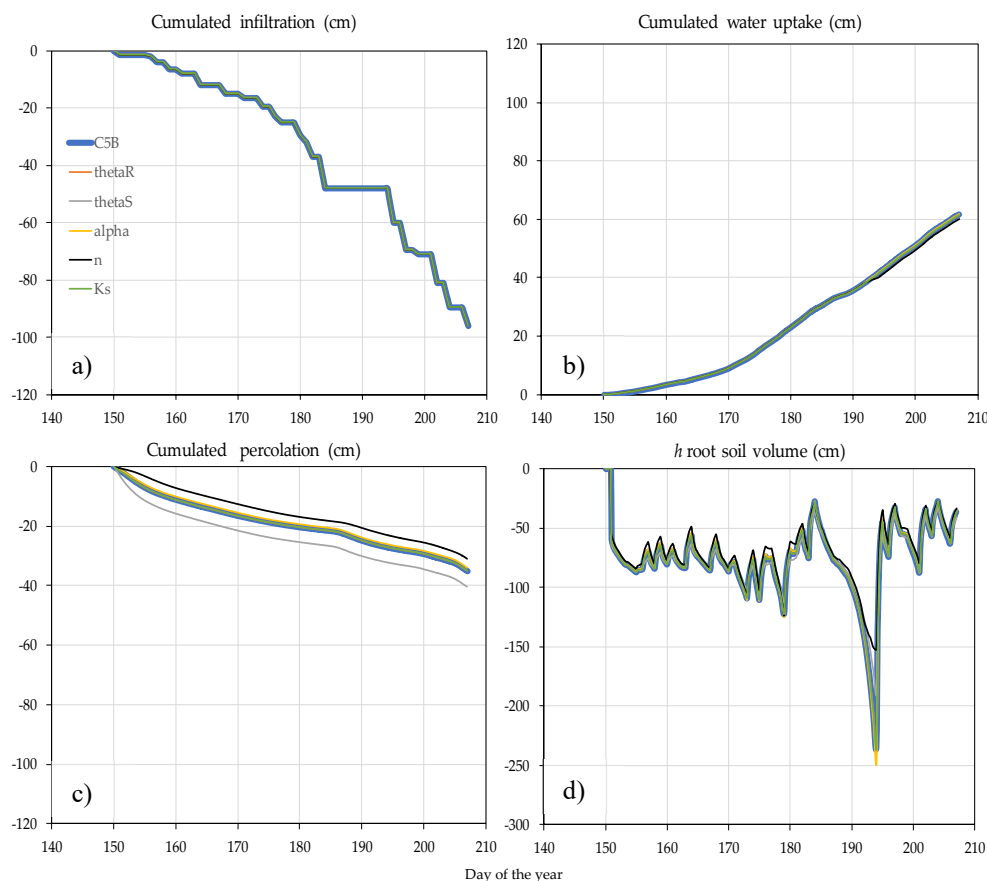 Cumulated infiltration (cm)
0
-20
-40
-60
-80
-100
-120
140 150 160 170 180 190 200 210
C5B
thetaR
thetaS
alpha
n
Ks
a)
Cumulated water uptake (cm)
120
100
80
60
40
20
0
140 150 160 170 180 190 200 210
b)
Cumulated percolation (cm)
0
-20
-40
-60
-80
-100
-120
140 150 160 170 180 190 200 210
c)
h root soil volume (cm)
0
-50
-100
-150
-200
-250
-300
140 150 160 170 180 190 200 210
d)
Day of the year